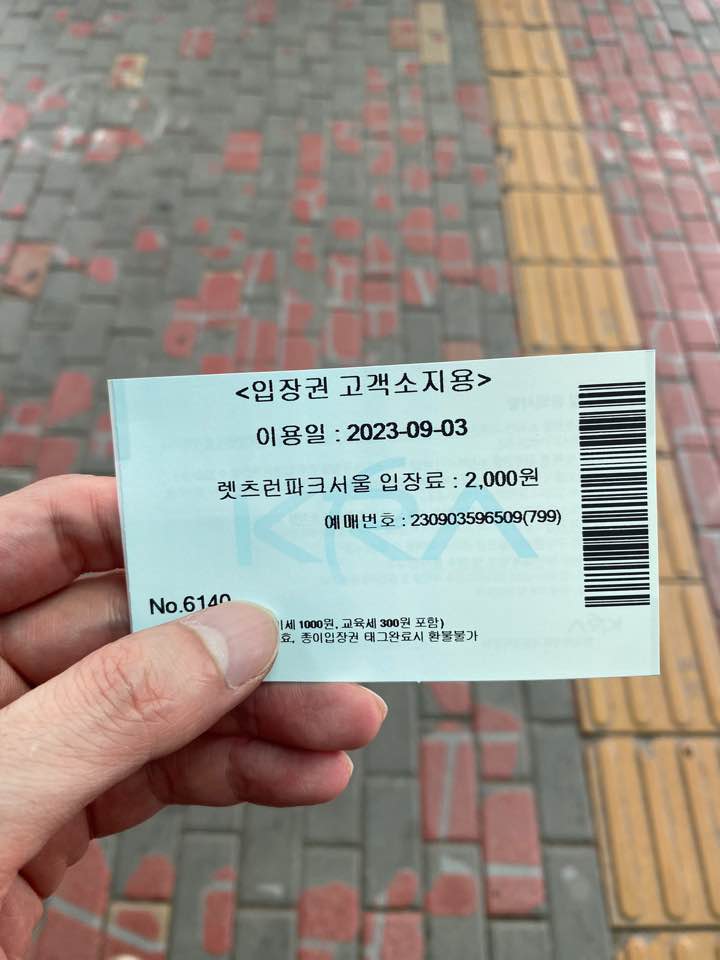 <입장권 고객소지용>
이용일 : 2023-09-03
렛츠런파크서울 입장료 : 2,000원
예매번호 : 230903596509(799)
KRA
No.6140
1000원, 교육세 300원 포함)
종이입장권 태그완료시 환불불가